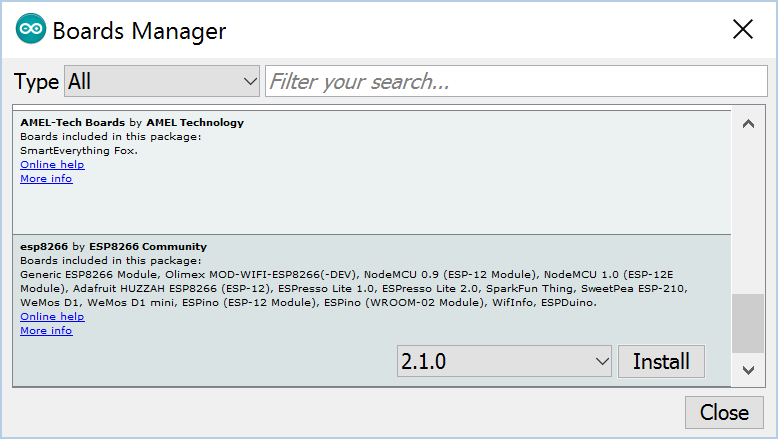 Boards Manager
Type All Filter your search...
AMEL-Tech Boards by AMEL Technology
Boards included in this package:
SmartEverything Fox.
Online help
More info
esp8266 by ESP8266 Community
Boards included in this package:
Generic ESP8266 Module, Olimex MOD-WIFI-ESP8266(-DEV), NodeMCU 0.9 (ESP-12 Module), NodeMCU 1.0 (ESP-12E
Module), Adafruit HUZZAH ESP8266 (ESP-12), ESPresso Lite 1.0, ESPresso Lite 2.0, SparkFun Thing, SweetPea ESP-210,
WeMos D1, WeMos D1 mini, ESPino (ESP-12 Module), ESPino (WROOM-02 Module), WifInfo, ESPDuino.
Online help
More info
2.1.0 Install
Close